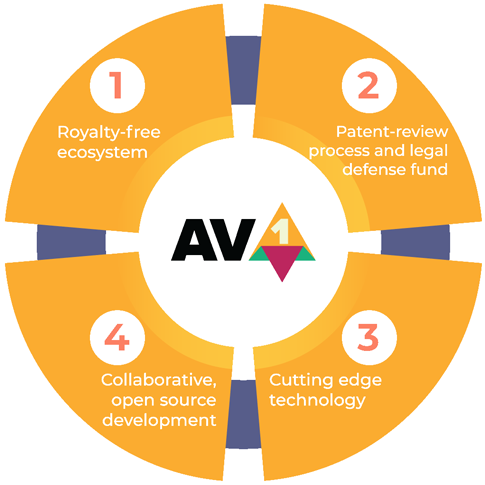 1
Royalty-free
ecosystem
2
Patent-review
process and legal
defense fund
AV1
3
Cutting edge
technology
4
Collaborative,
open source
development